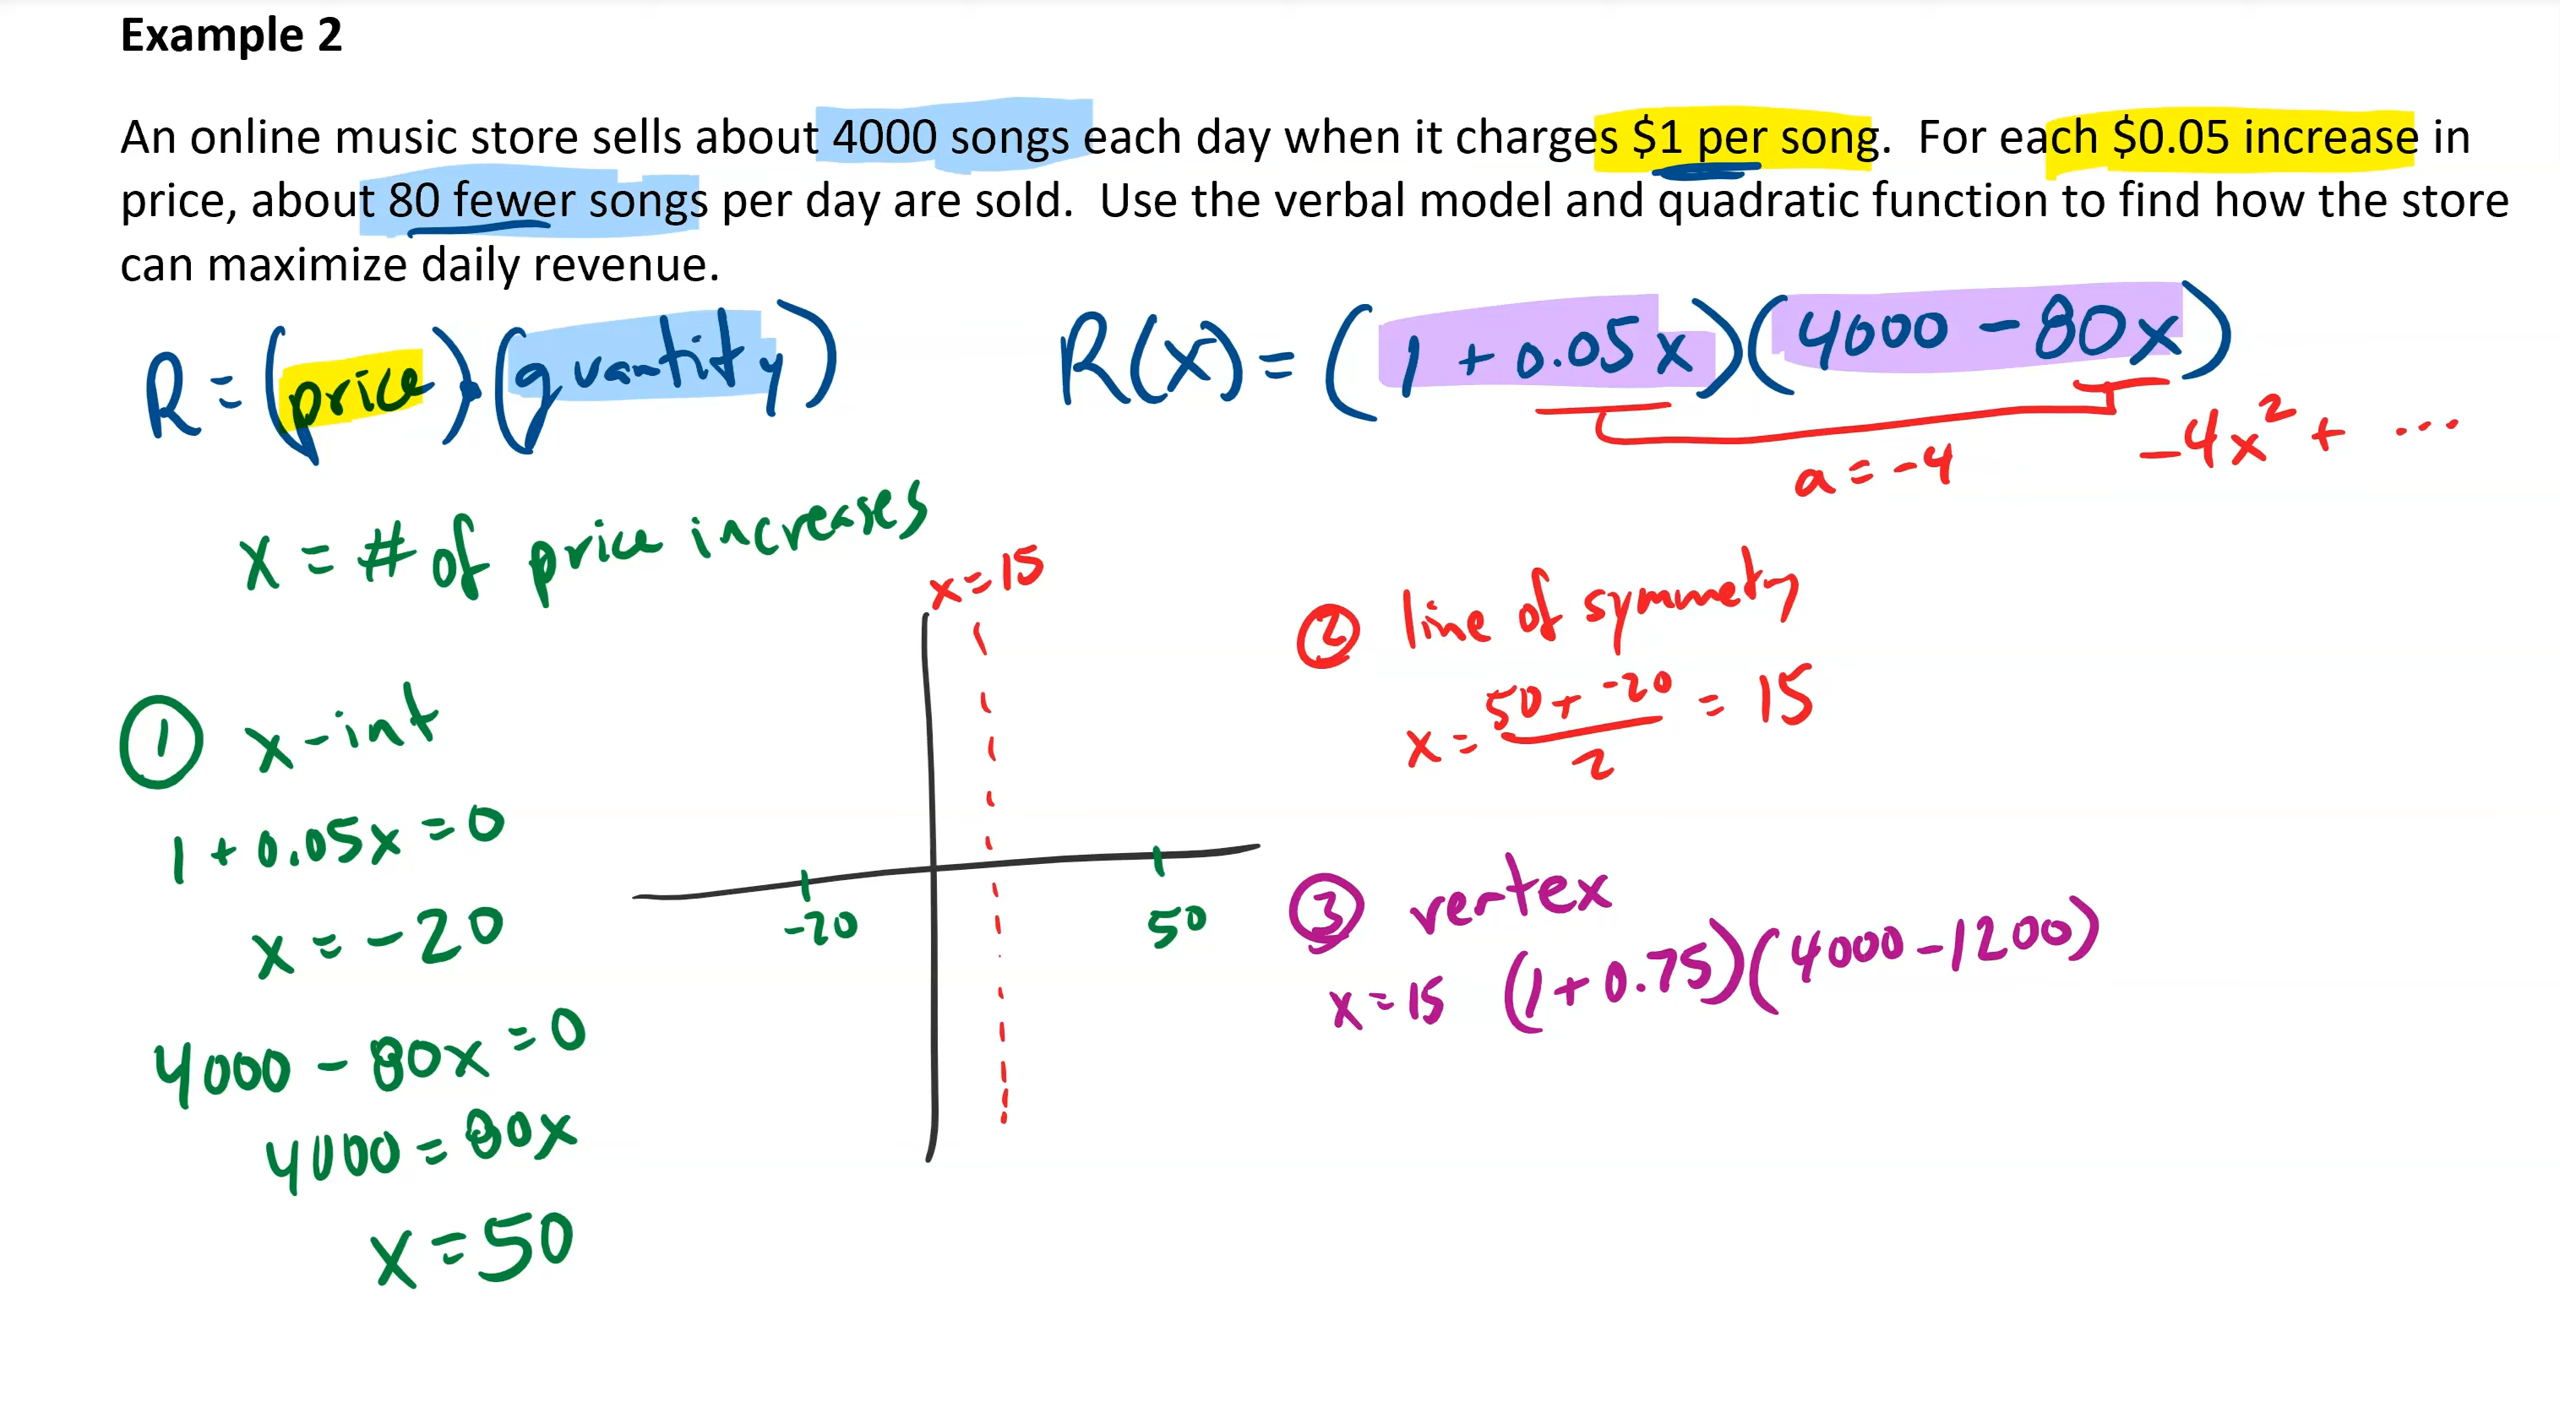 Example 2
An online music store sells about 4000 songs each day when it charges $1 per song. For each $0.05 increase in
price, about 80 fewer songs per day are sold. Use the verbal model and quadratic function to find how the store
can maximize daily revenue.
R = (price)·(quantity)
R(x) = (1 + 0.05x)(4000 - 80x)
a = -4
-4x² + ...
x = # of price increases
① x-int
1 + 0.05x = 0
x = -20
4000 - 80x = 0
4000 = 80x
x = 50
x = 15
-20
50
② line of symmety
x = (50 + -20)/2 = 15
③ vertex
x = 15 (1 + 0.75)(4000 - 1200)